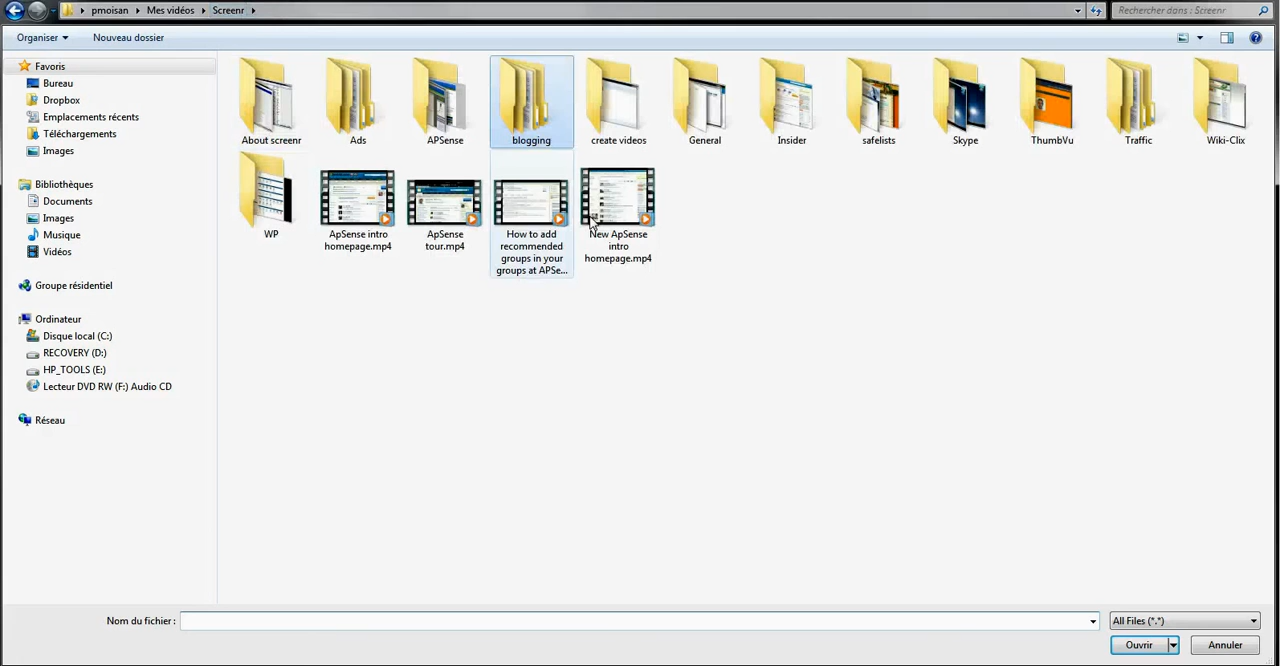 pmoisan ▸ Mes vidéos ▸ Screenr ▸
Rechercher dans : Screenr
Organiser
Nouveau dossier
Favoris
Bureau
Dropbox
Emplacements récents
Téléchargements
Images
Bibliothèques
Documents
Images
Musique
Vidéos
Groupe résidentiel
Ordinateur
Disque local (C:)
RECOVERY (D:)
HP_TOOLS (E:)
Lecteur DVD RW (F:) Audio CD
Réseau
About screenr
Ads
APSense
blogging
create videos
General
Insider
safelists
Skype
ThumbVu
Traffic
Wiki-Clix
WP
ApSense intro
homepage.mp4
ApSense
tour.mp4
How to add
recommended
groups in your
groups at APSe...
New ApSense
intro
homepage.mp4
Nom du fichier :
All Files (*.*)
Ouvrir
Annuler